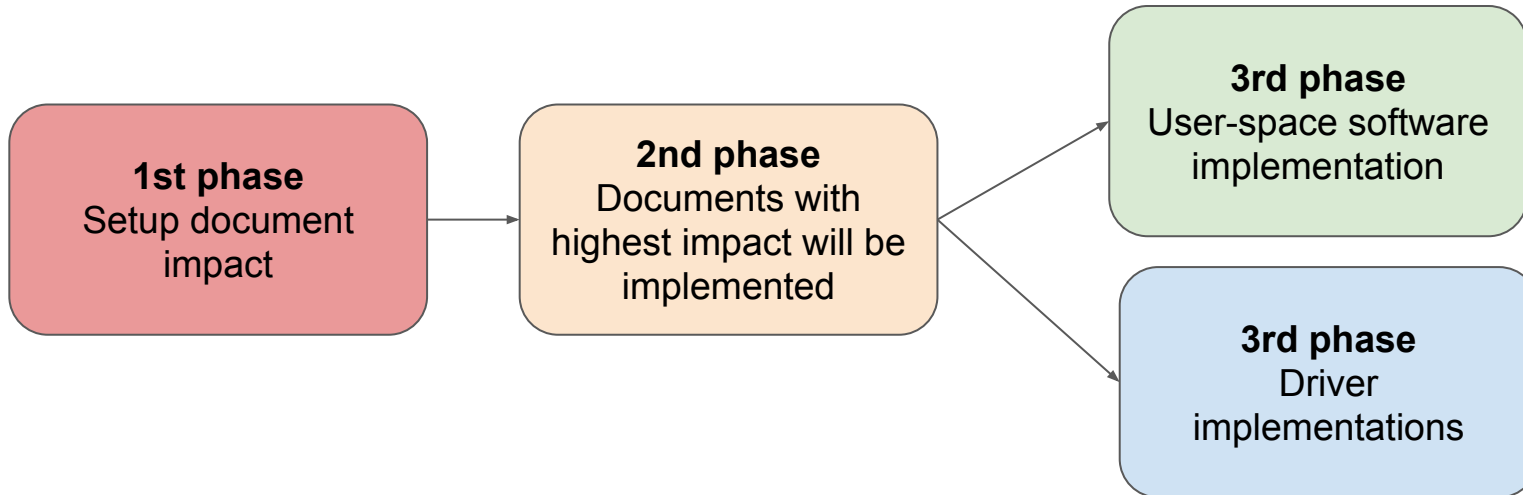 1st phase
Setup document
impact
2nd phase
Documents with
highest impact will be
implemented
3rd phase
User-space software
implementation
3rd phase
Driver
implementations